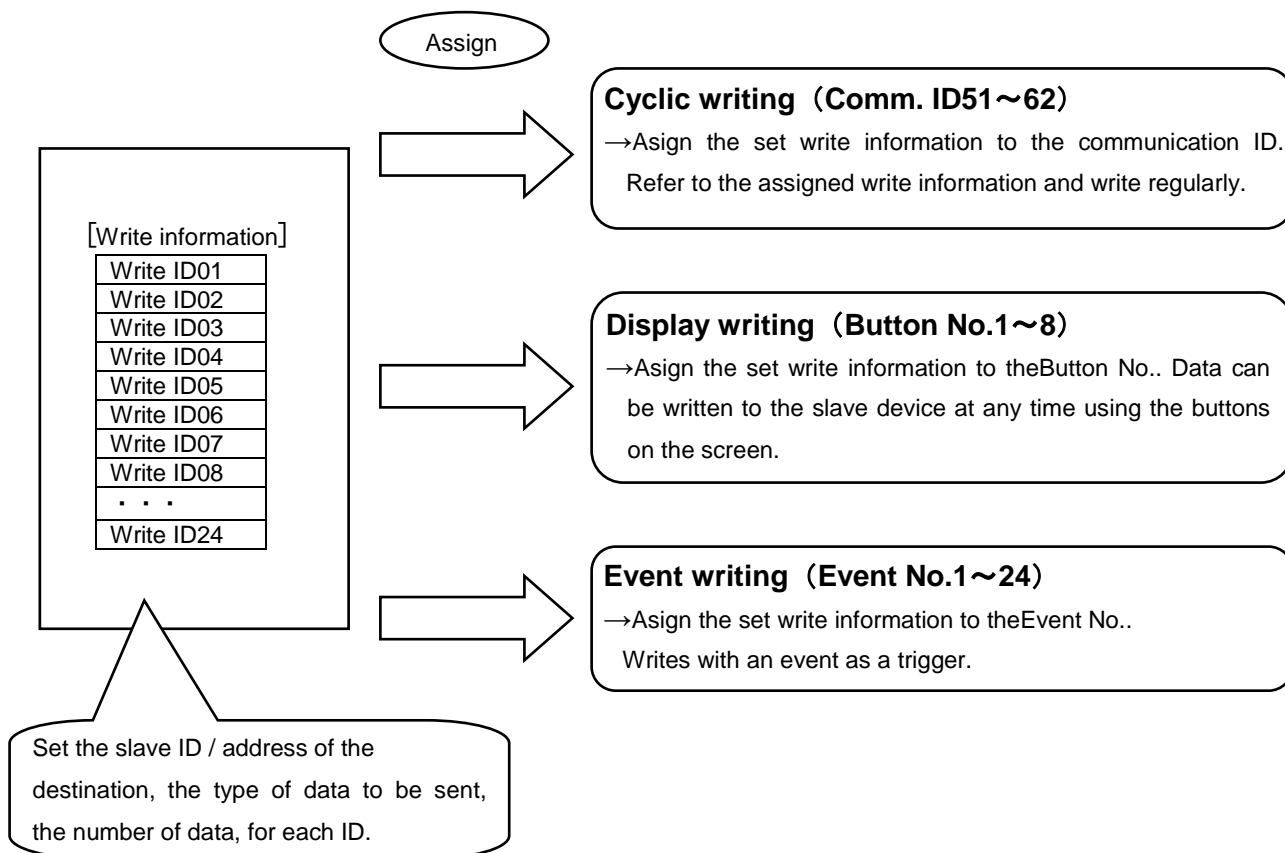 Assign
Cyclic writing（Comm. ID51～62）
→Asign the set write information to the communication ID.
Refer to the assigned write information and write regularly.
［Write information］
Write ID01
Write ID02
Write ID03
Write ID04
Write ID05
Write ID06
Write ID07
Write ID08
・ ・ ・
Write ID24
Display writing（Button No.1～8）
→Asign the set write information to theButton No.. Data can
be written to the slave device at any time using the buttons
on the screen.
Event writing（Event No.1～24）
→Asign the set write information to theEvent No..
Writes with an event as a trigger.
Set the slave ID / address of the
destination, the type of data to be sent,
the number of data, for each ID.